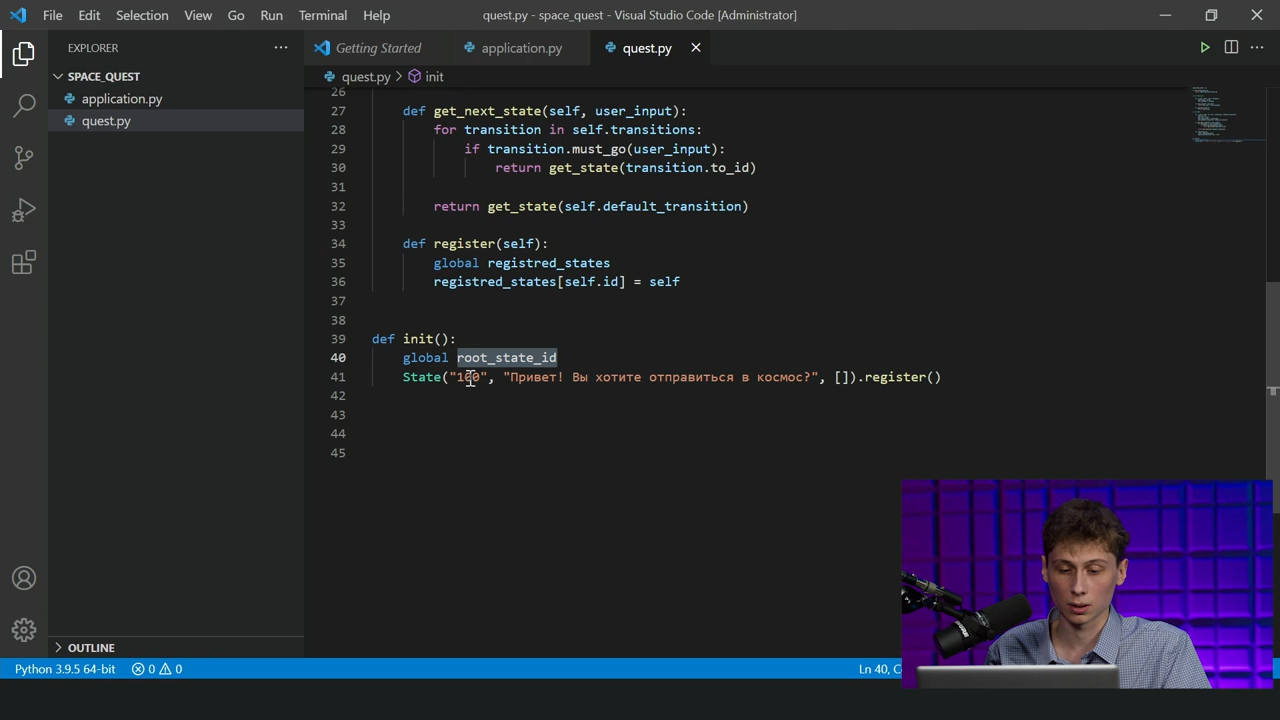 File Edit Selection View Go Run Terminal Help
quest.py - space_quest - Visual Studio Code [Administrator]
EXPLORER
Getting Started
application.py
quest.py
SPACE_QUEST
application.py
quest.py
quest.py > init
26
27 def get_next_state(self, user_input):
28 for transition in self.transitions:
29 if transition.must_go(user_input):
30 return get_state(transition.to_id)
31
32 return get_state(self.default_transition)
33
34 def register(self):
35 global registred_states
36 registred_states[self.id] = self
37
38
39 def init():
40 global root_state_id
41 State("100", "Привет! Вы хотите отправиться в космос?", []).register()
42
43
44
45
OUTLINE
Python 3.9.5 64-bit 0 0
Ln 40,